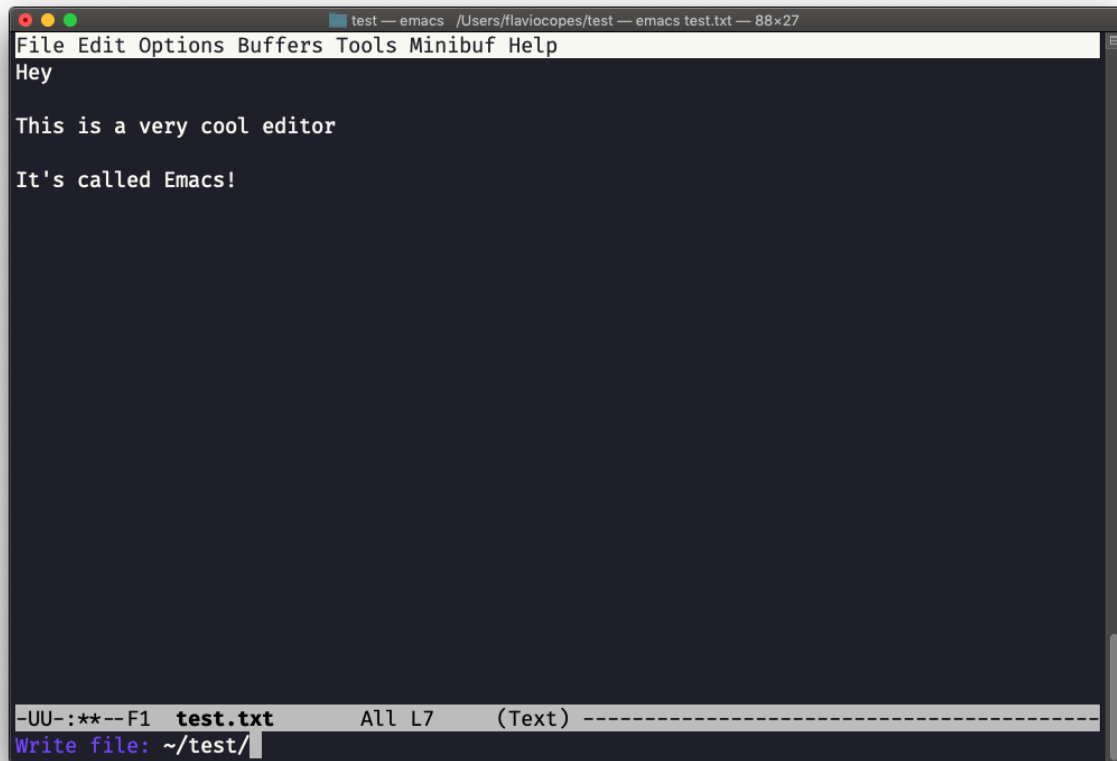 test — emacs /Users/flaviocopes/test — emacs test.txt — 88×27
File Edit Options Buffers Tools Minibuf Help
Hey
This is a very cool editor
It's called Emacs!
-UU-:**--F1 test.txt All L7 (Text) ------------------------------------------
Write file: ~/test/